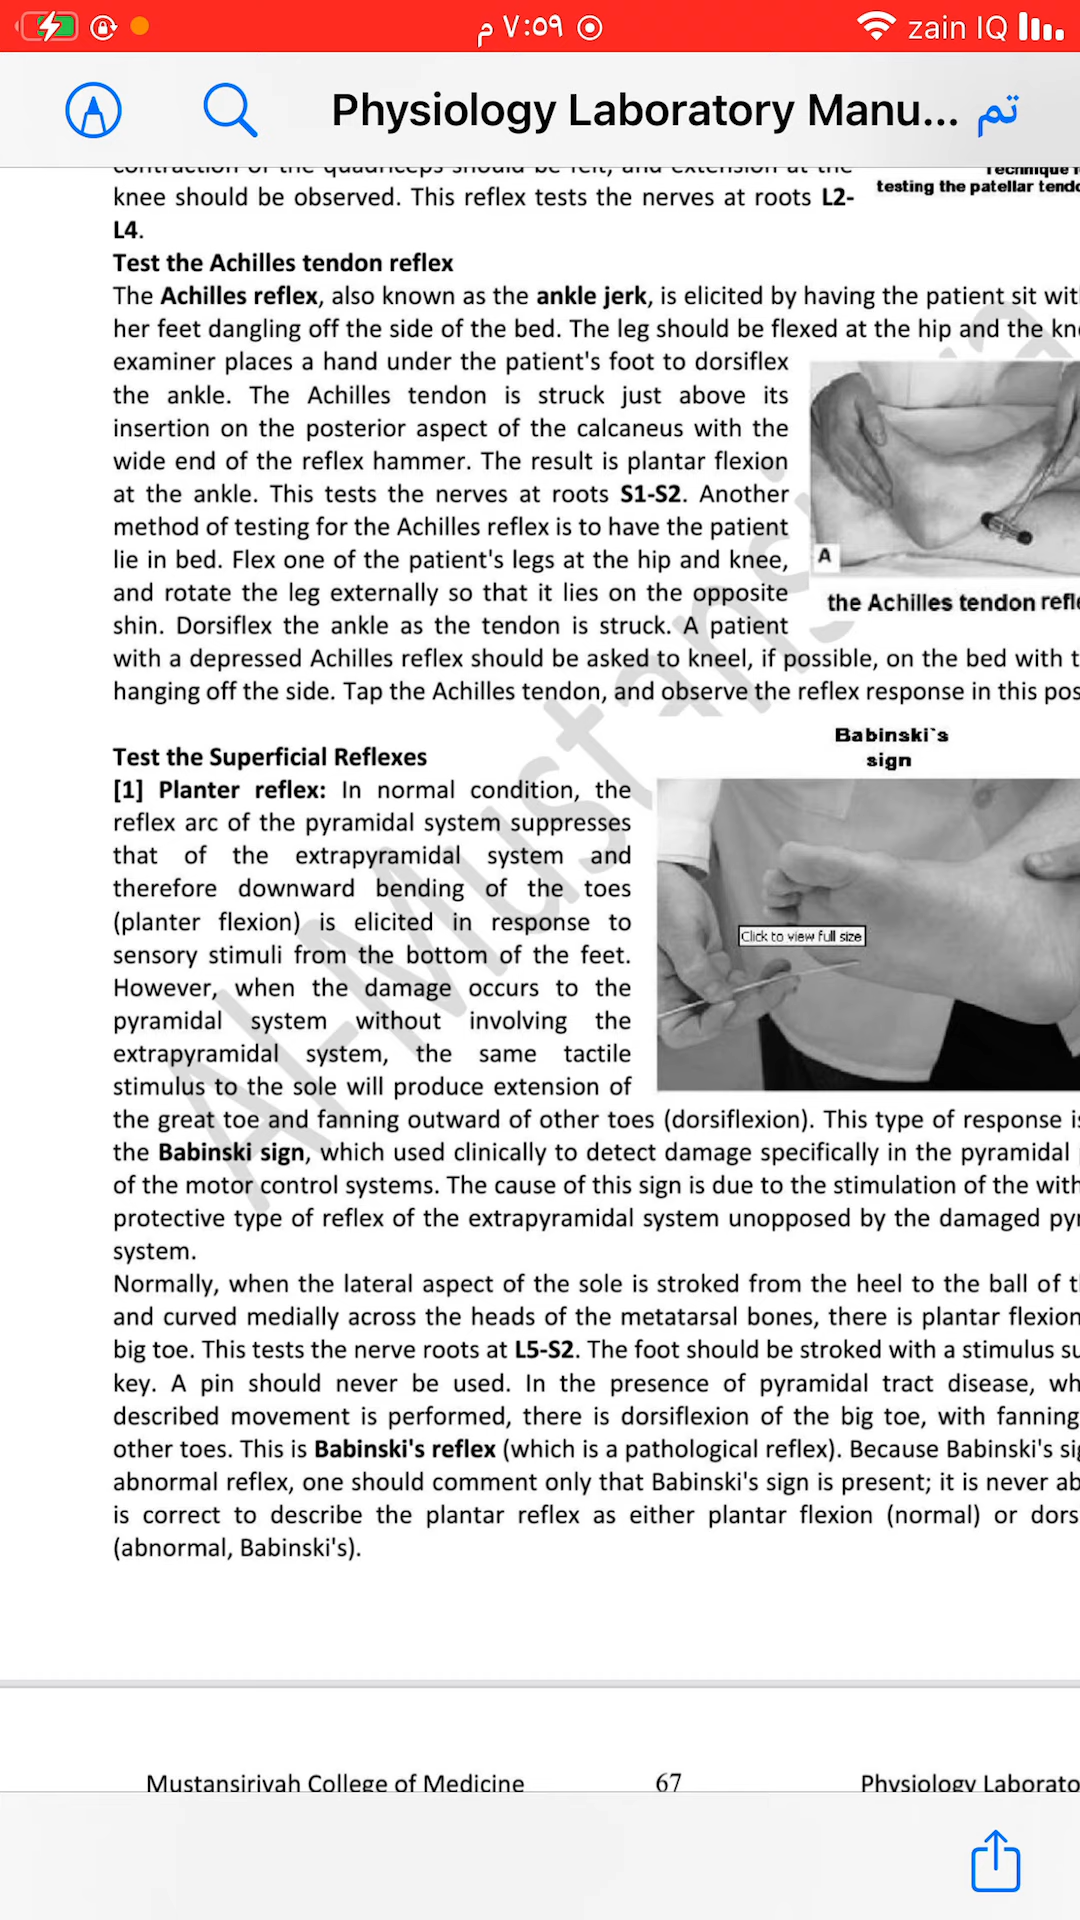 ٧:٥٩ م
zain IQ
Physiology Laboratory Manu...
تم
contraction of the quadriceps should be felt, and extension at the
knee should be observed. This reflex tests the nerves at roots L2-
L4.
Technique f
testing the patellar tendo
Test the Achilles tendon reflex
The Achilles reflex, also known as the ankle jerk, is elicited by having the patient sit wit
her feet dangling off the side of the bed. The leg should be flexed at the hip and the kne
examiner places a hand under the patient's foot to dorsiflex
the ankle. The Achilles tendon is struck just above its
insertion on the posterior aspect of the calcaneus with the
wide end of the reflex hammer. The result is plantar flexion
at the ankle. This tests the nerves at roots S1-S2. Another
method of testing for the Achilles reflex is to have the patient
lie in bed. Flex one of the patient's legs at the hip and knee,
and rotate the leg externally so that it lies on the opposite
shin. Dorsiflex the ankle as the tendon is struck. A patient
A
the Achilles tendon refle
with a depressed Achilles reflex should be asked to kneel, if possible, on the bed with t
hanging off the side. Tap the Achilles tendon, and observe the reflex response in this pos
Babinski`s
sign
Test the Superficial Reflexes
[1] Planter reflex: In normal condition, the
reflex arc of the pyramidal system suppresses
that of the extrapyramidal system and
therefore downward bending of the toes
(planter flexion) is elicited in response to
sensory stimuli from the bottom of the feet.
However, when the damage occurs to the
pyramidal system without involving the
extrapyramidal system, the same tactile
stimulus to the sole will produce extension of
Click to view full size
the great toe and fanning outward of other toes (dorsiflexion). This type of response is
the Babinski sign, which used clinically to detect damage specifically in the pyramidal
of the motor control systems. The cause of this sign is due to the stimulation of the with
protective type of reflex of the extrapyramidal system unopposed by the damaged pyr
system.
Normally, when the lateral aspect of the sole is stroked from the heel to the ball of t
and curved medially across the heads of the metatarsal bones, there is plantar flexion
big toe. This tests the nerve roots at L5-S2. The foot should be stroked with a stimulus su
key. A pin should never be used. In the presence of pyramidal tract disease, wh
described movement is performed, there is dorsiflexion of the big toe, with fanning
other toes. This is Babinski's reflex (which is a pathological reflex). Because Babinski's sig
abnormal reflex, one should comment only that Babinski's sign is present; it is never ab
is correct to describe the plantar reflex as either plantar flexion (normal) or dors
(abnormal, Babinski's).
Al-Mustansiriya
Mustansiriyah College of Medicine
67
Physiology Laborato